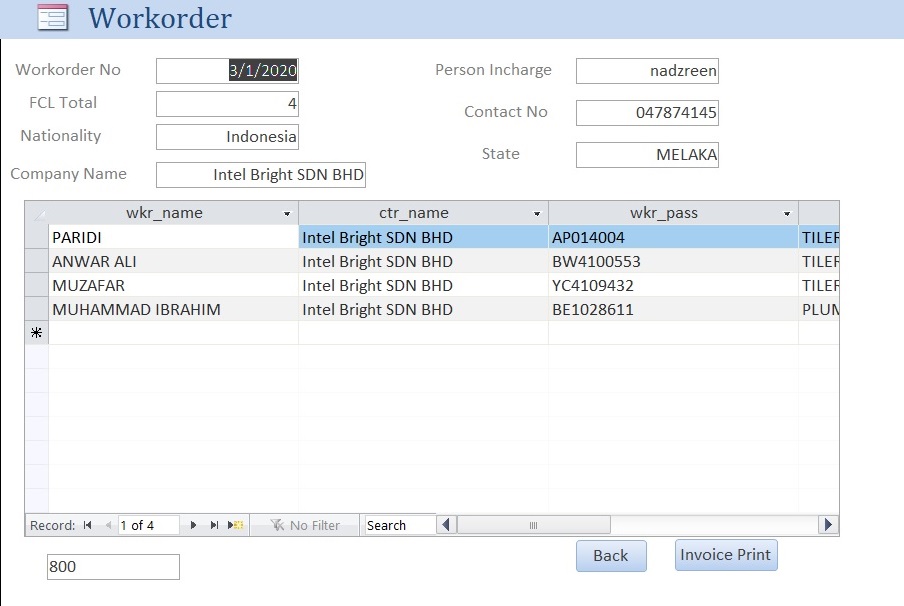 Workorder
Workorder No 3/1/2020 Person Incharge nadzreen
FCL Total 4 Contact No 047874145
Nationality Indonesia State MELAKA
Company Name Intel Bright SDN BHD
wkr_name ctr_name wkr_pass
PARIDI Intel Bright SDN BHD AP014004 TILER
ANWAR ALI Intel Bright SDN BHD BW4100553 TILER
MUZAFAR Intel Bright SDN BHD YC4109432 TILER
MUHAMMAD IBRAHIM Intel Bright SDN BHD BE1028611 PLUM
Record: 1 of 4 No Filter Search
800 Back Invoice Print